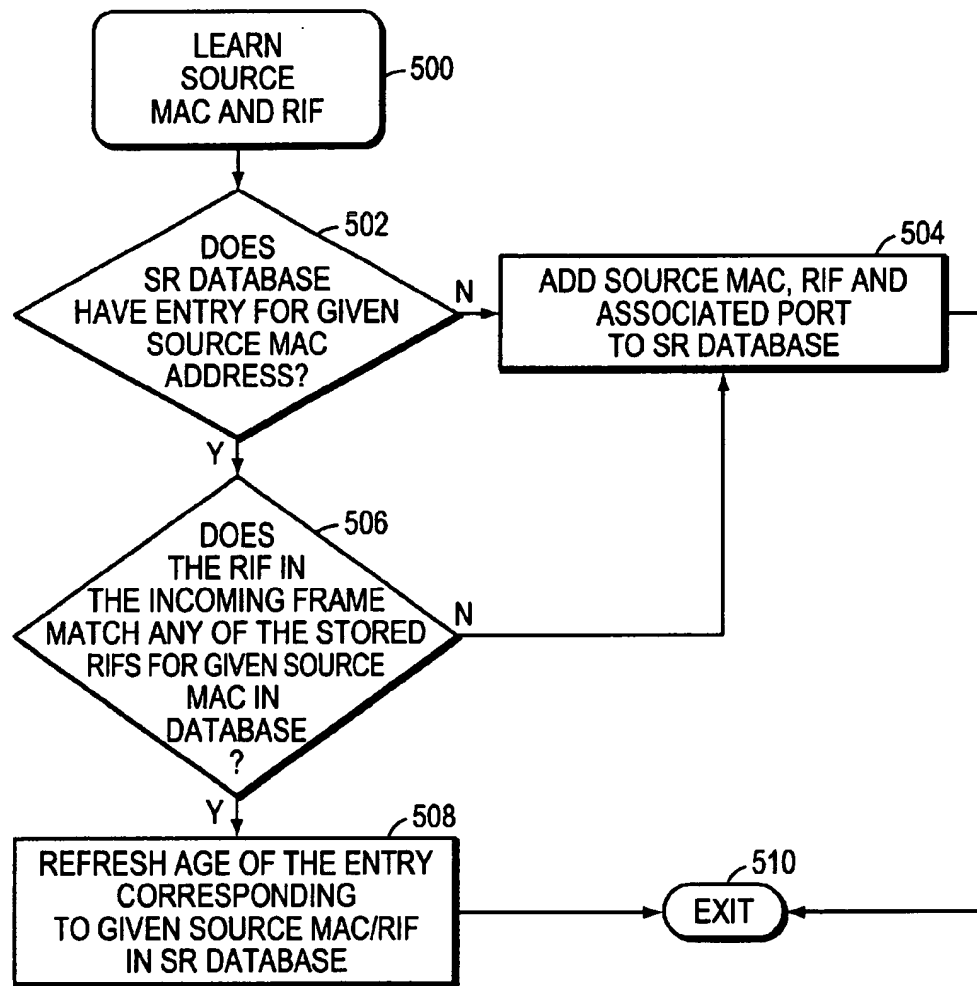 LEARN
SOURCE
MAC AND RIF
500
502
DOES
SR DATABASE
HAVE ENTRY FOR GIVEN
SOURCE MAC
ADDRESS?
N
Y
504
ADD SOURCE MAC, RIF AND
ASSOCIATED PORT
TO SR DATABASE
506
DOES
THE RIF IN
THE INCOMING FRAME
MATCH ANY OF THE STORED
RIFS FOR GIVEN SOURCE
MAC IN
DATABASE
?
N
Y
508
REFRESH AGE OF THE ENTRY
CORRESPONDING
TO GIVEN SOURCE MAC/RIF
IN SR DATABASE
510
EXIT